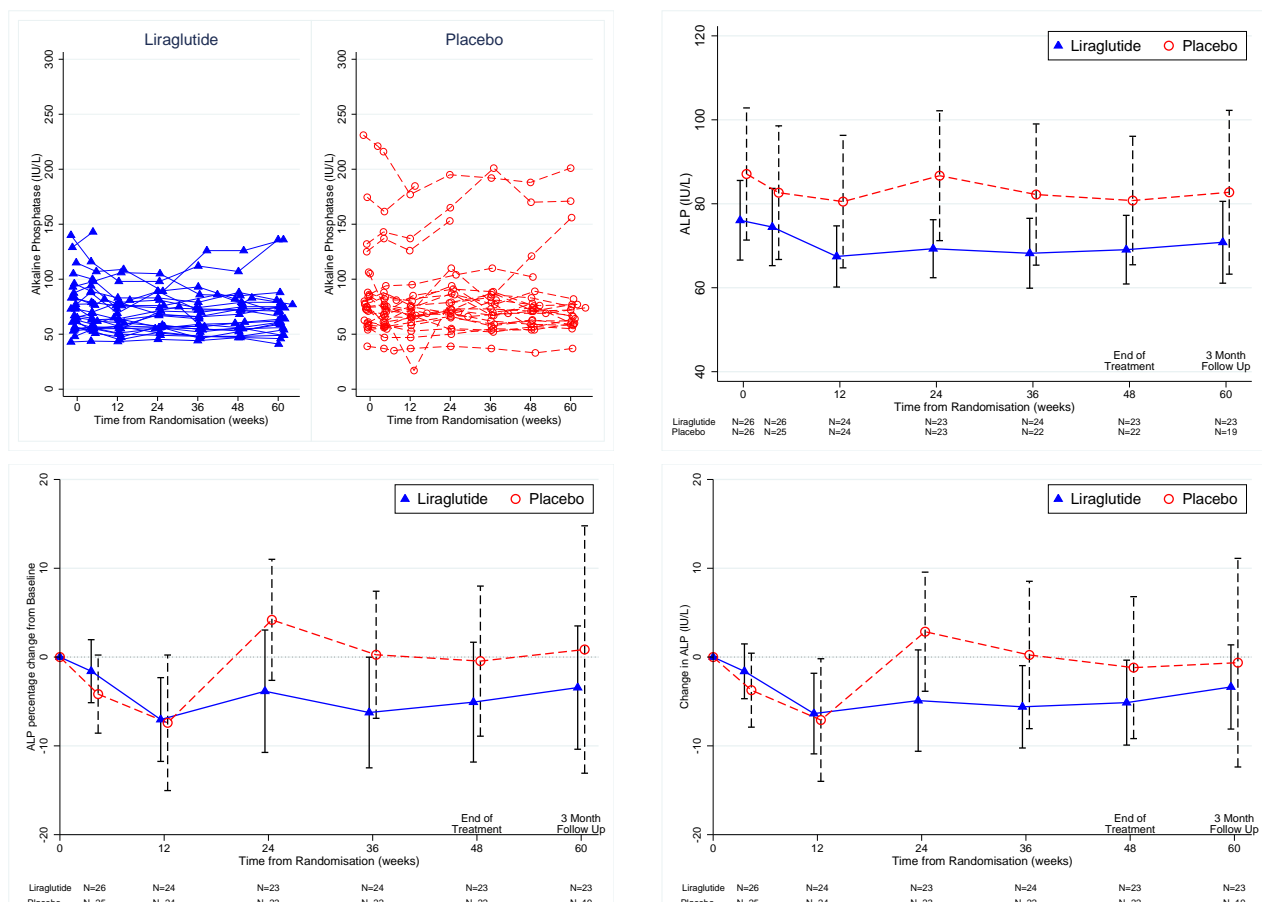 Liraglutide
Placebo
Alkaline Phosphatase (IU/L)
300
250
200
150
100
50
0
0 12 24 36 48 60
Time from Randomisation (weeks)
Alkaline Phosphatase (IU/L)
300
250
200
150
100
50
0
0 12 24 36 48 60
Time from Randomisation (weeks)
Liraglutide Placebo
ALP (IU/L)
120
100
80
60
40
End of
Treatment
3 Month
Follow Up
0 12 24 36 48 60
Time from Randomisation (weeks)
Liraglutide N=26 N=26 N=24 N=23 N=24 N=23 N=23
Placebo N=26 N=25 N=24 N=23 N=22 N=22 N=19
Liraglutide Placebo
ALP percentage change from Baseline
20
10
0
-10
-20
End of
Treatment
3 Month
Follow Up
0 12 24 36 48 60
Time from Randomisation (weeks)
Liraglutide N=26 N=24 N=23 N=24 N=23 N=23
Liraglutide Placebo
Change in ALP (IU/L)
20
10
0
-10
-20
End of
Treatment
3 Month
Follow Up
0 12 24 36 48 60
Time from Randomisation (weeks)
Liraglutide N=26 N=24 N=23 N=24 N=23 N=23